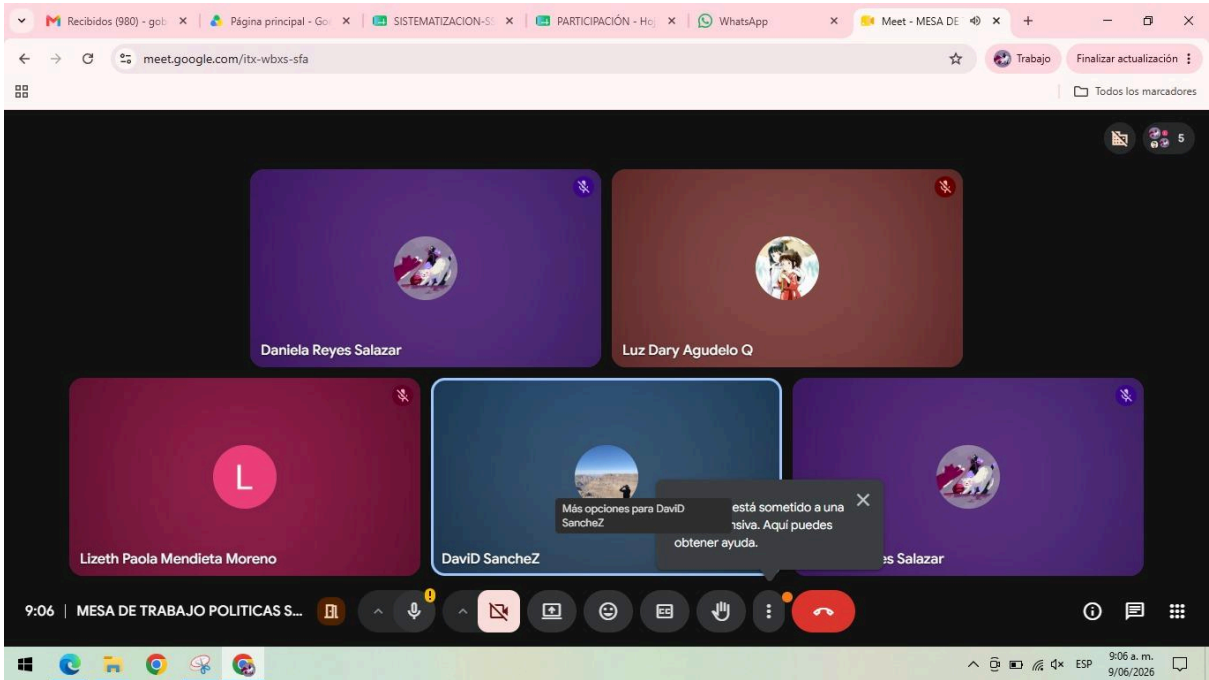 Recibidos (980) - gob
Página principal - Go
SISTEMATIZACION-S
PARTICIPACIÓN - Hoj
WhatsApp
Meet - MESA DE
meet.google.com/itx-wbxs-sfa
Trabajo
Finalizar actualización
Todos los marcadores
5
Daniela Reyes Salazar
Luz Dary Agudelo Q
L
Más opciones para DaviD
SancheZ
está sometido a una
nsiva. Aquí puedes
obtener ayuda.
Lizeth Paola Mendieta Moreno
DaviD SancheZ
es Salazar
9:06 | MESA DE TRABAJO POLITICAS S...
CC
ESP
9:06 a. m.
9/06/2026